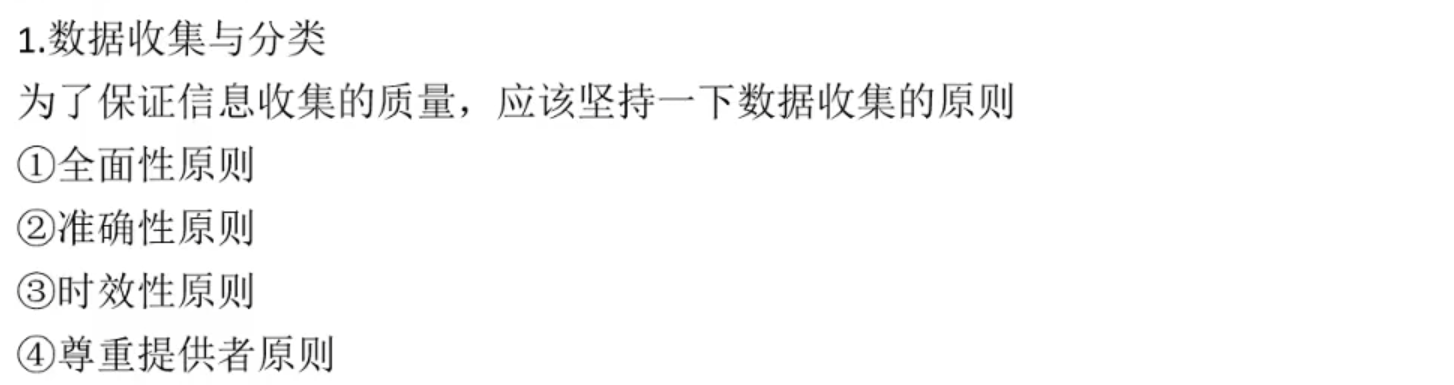 1.数据收集与分类
为了保证信息收集的质量，应该坚持一下数据收集的原则
①全面性原则
②准确性原则
③时效性原则
④尊重提供者原则